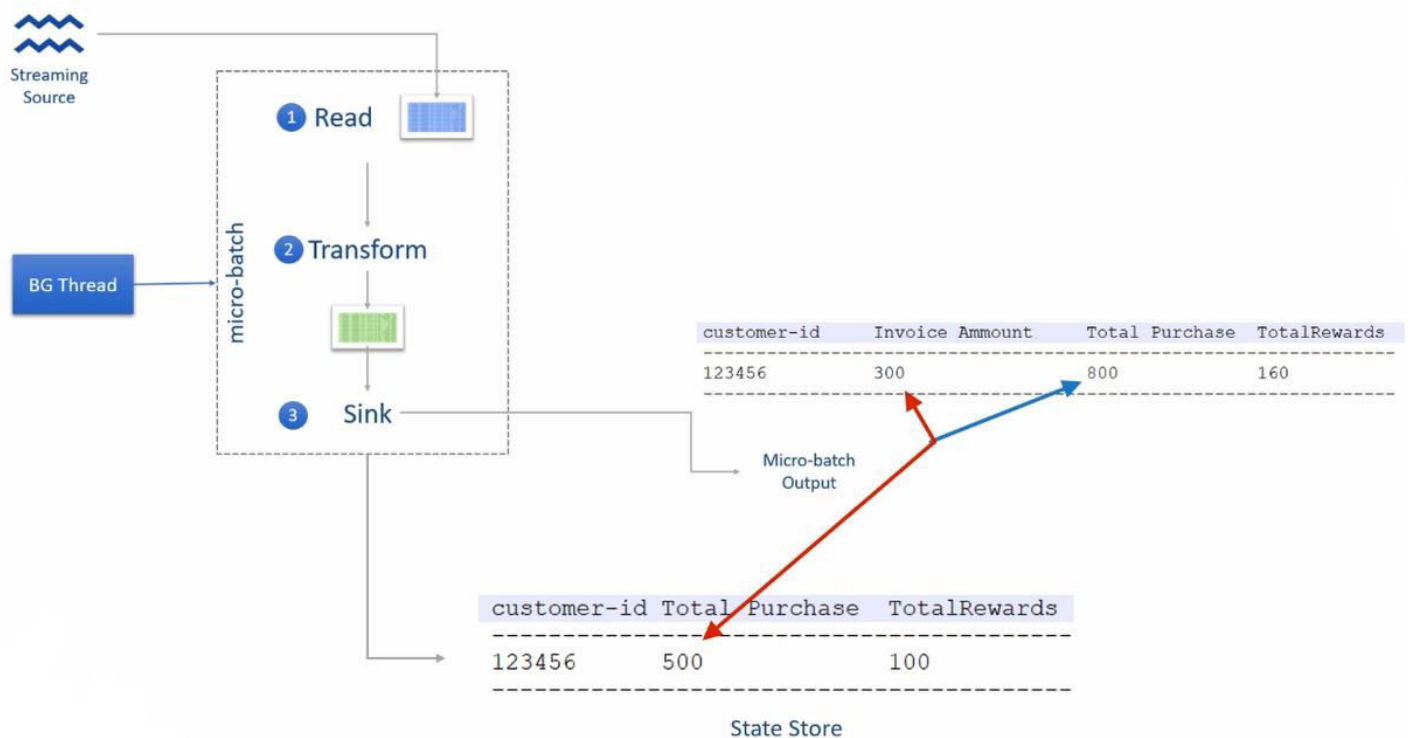 Streaming
Source
1 Read
2 Transform
micro-batch
BG Thread
3 Sink
customer-id Invoice Ammount Total Purchase TotalRewards
123456 300 800 160
Micro-batch
Output
customer-id Total Purchase TotalRewards
123456 500 100
State Store